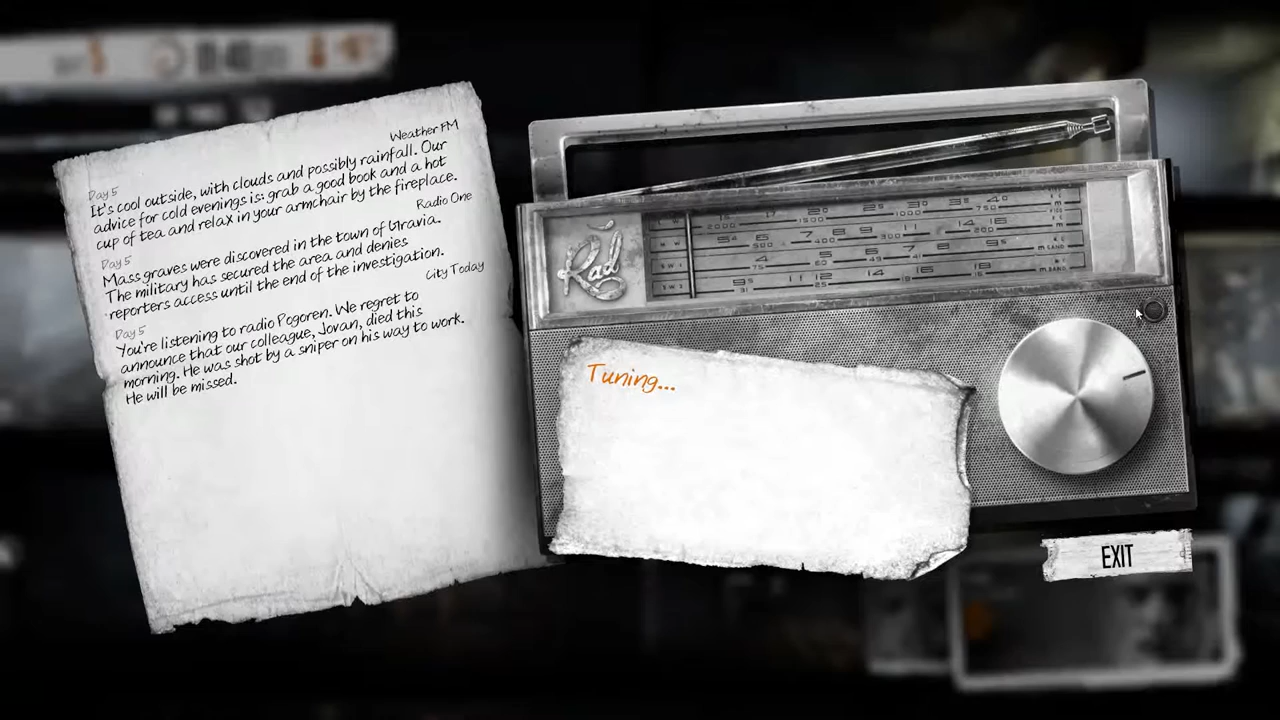 Weather FM
Day 5
It's cool outside, with clouds and possibly rainfall. Our
advice for cold evenings is: grab a good book and a hot
cup of tea and relax in your armchair by the fireplace.
Radio One
Day 5
Mass graves were discovered in the town of Gravia.
The military has secured the area and denies
reporters access until the end of the investigation.
City Today
Day 5
You're listening to radio Pogoren. We regret to
announce that our colleague, Jovan, died this
morning. He was shot by a sniper on his way to work.
He will be missed.
Rad
Tuning...
EXIT